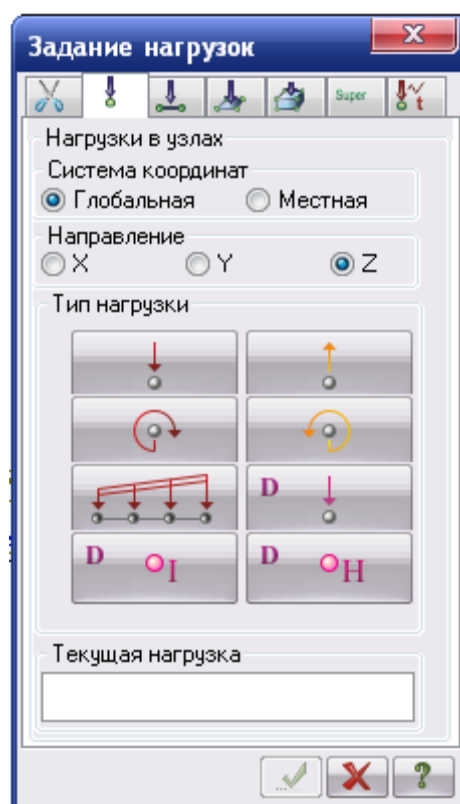 Задание нагрузок
Super
t
Нагрузки в узлах
Система координат
Глобальная Местная
Направление
X Y Z
Тип нагрузки
D
D I D H
Текущая нагрузка
?